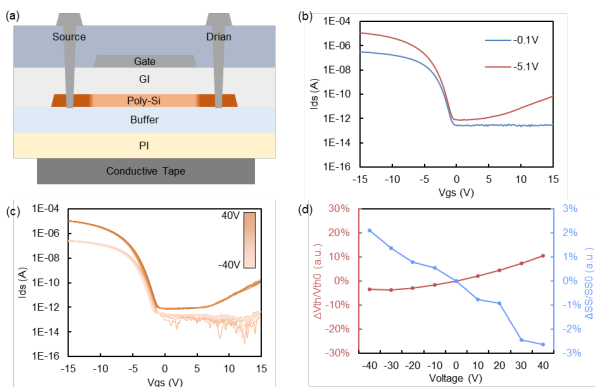 (a)
Source
Drian
Gate
GI
Poly-Si
Buffer
PI
Conductive Tape
(b)
1E-04
1E-06
1E-08
1E-10
1E-12
1E-14
1E-16
Ids (A)
-0.1V
-5.1V
-15 -10 -5 0 5 10 15
Vgs (V)
(c)
1E-04
1E-06
1E-08
1E-10
1E-12
1E-14
1E-16
Ids (A)
40V
-40V
-15 -10 -5 0 5 10 15
Vgs (V)
(d)
30%
20%
10%
0%
-10%
-20%
-30%
ΔVth/Vth0 (a.u.)
3%
2%
1%
0%
-1%
-2%
-3%
ΔSS/SS0 (a.u.)
-40 -30 -20 -10 0 10 20 30 40
Voltage (V)